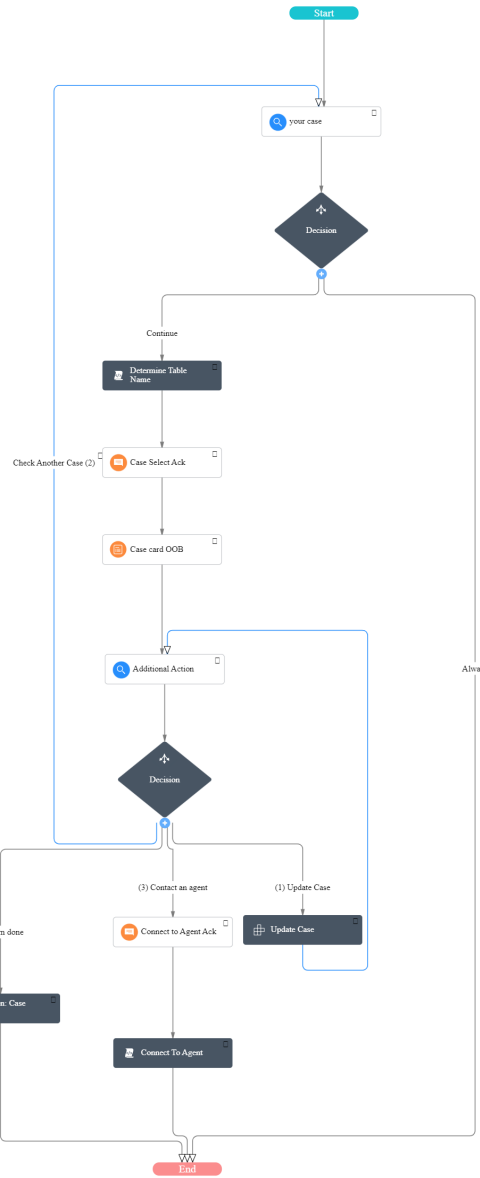 Start
your case
Decision
Continue
Determine Table
Name
Check Another Case (2)
Case Select Ack
Case card OOB
Additional Action
Decision
(3) Contact an agent
(1) Update Case
done
Connect to Agent Ack
Update Case
Case
Connect To Agent
End